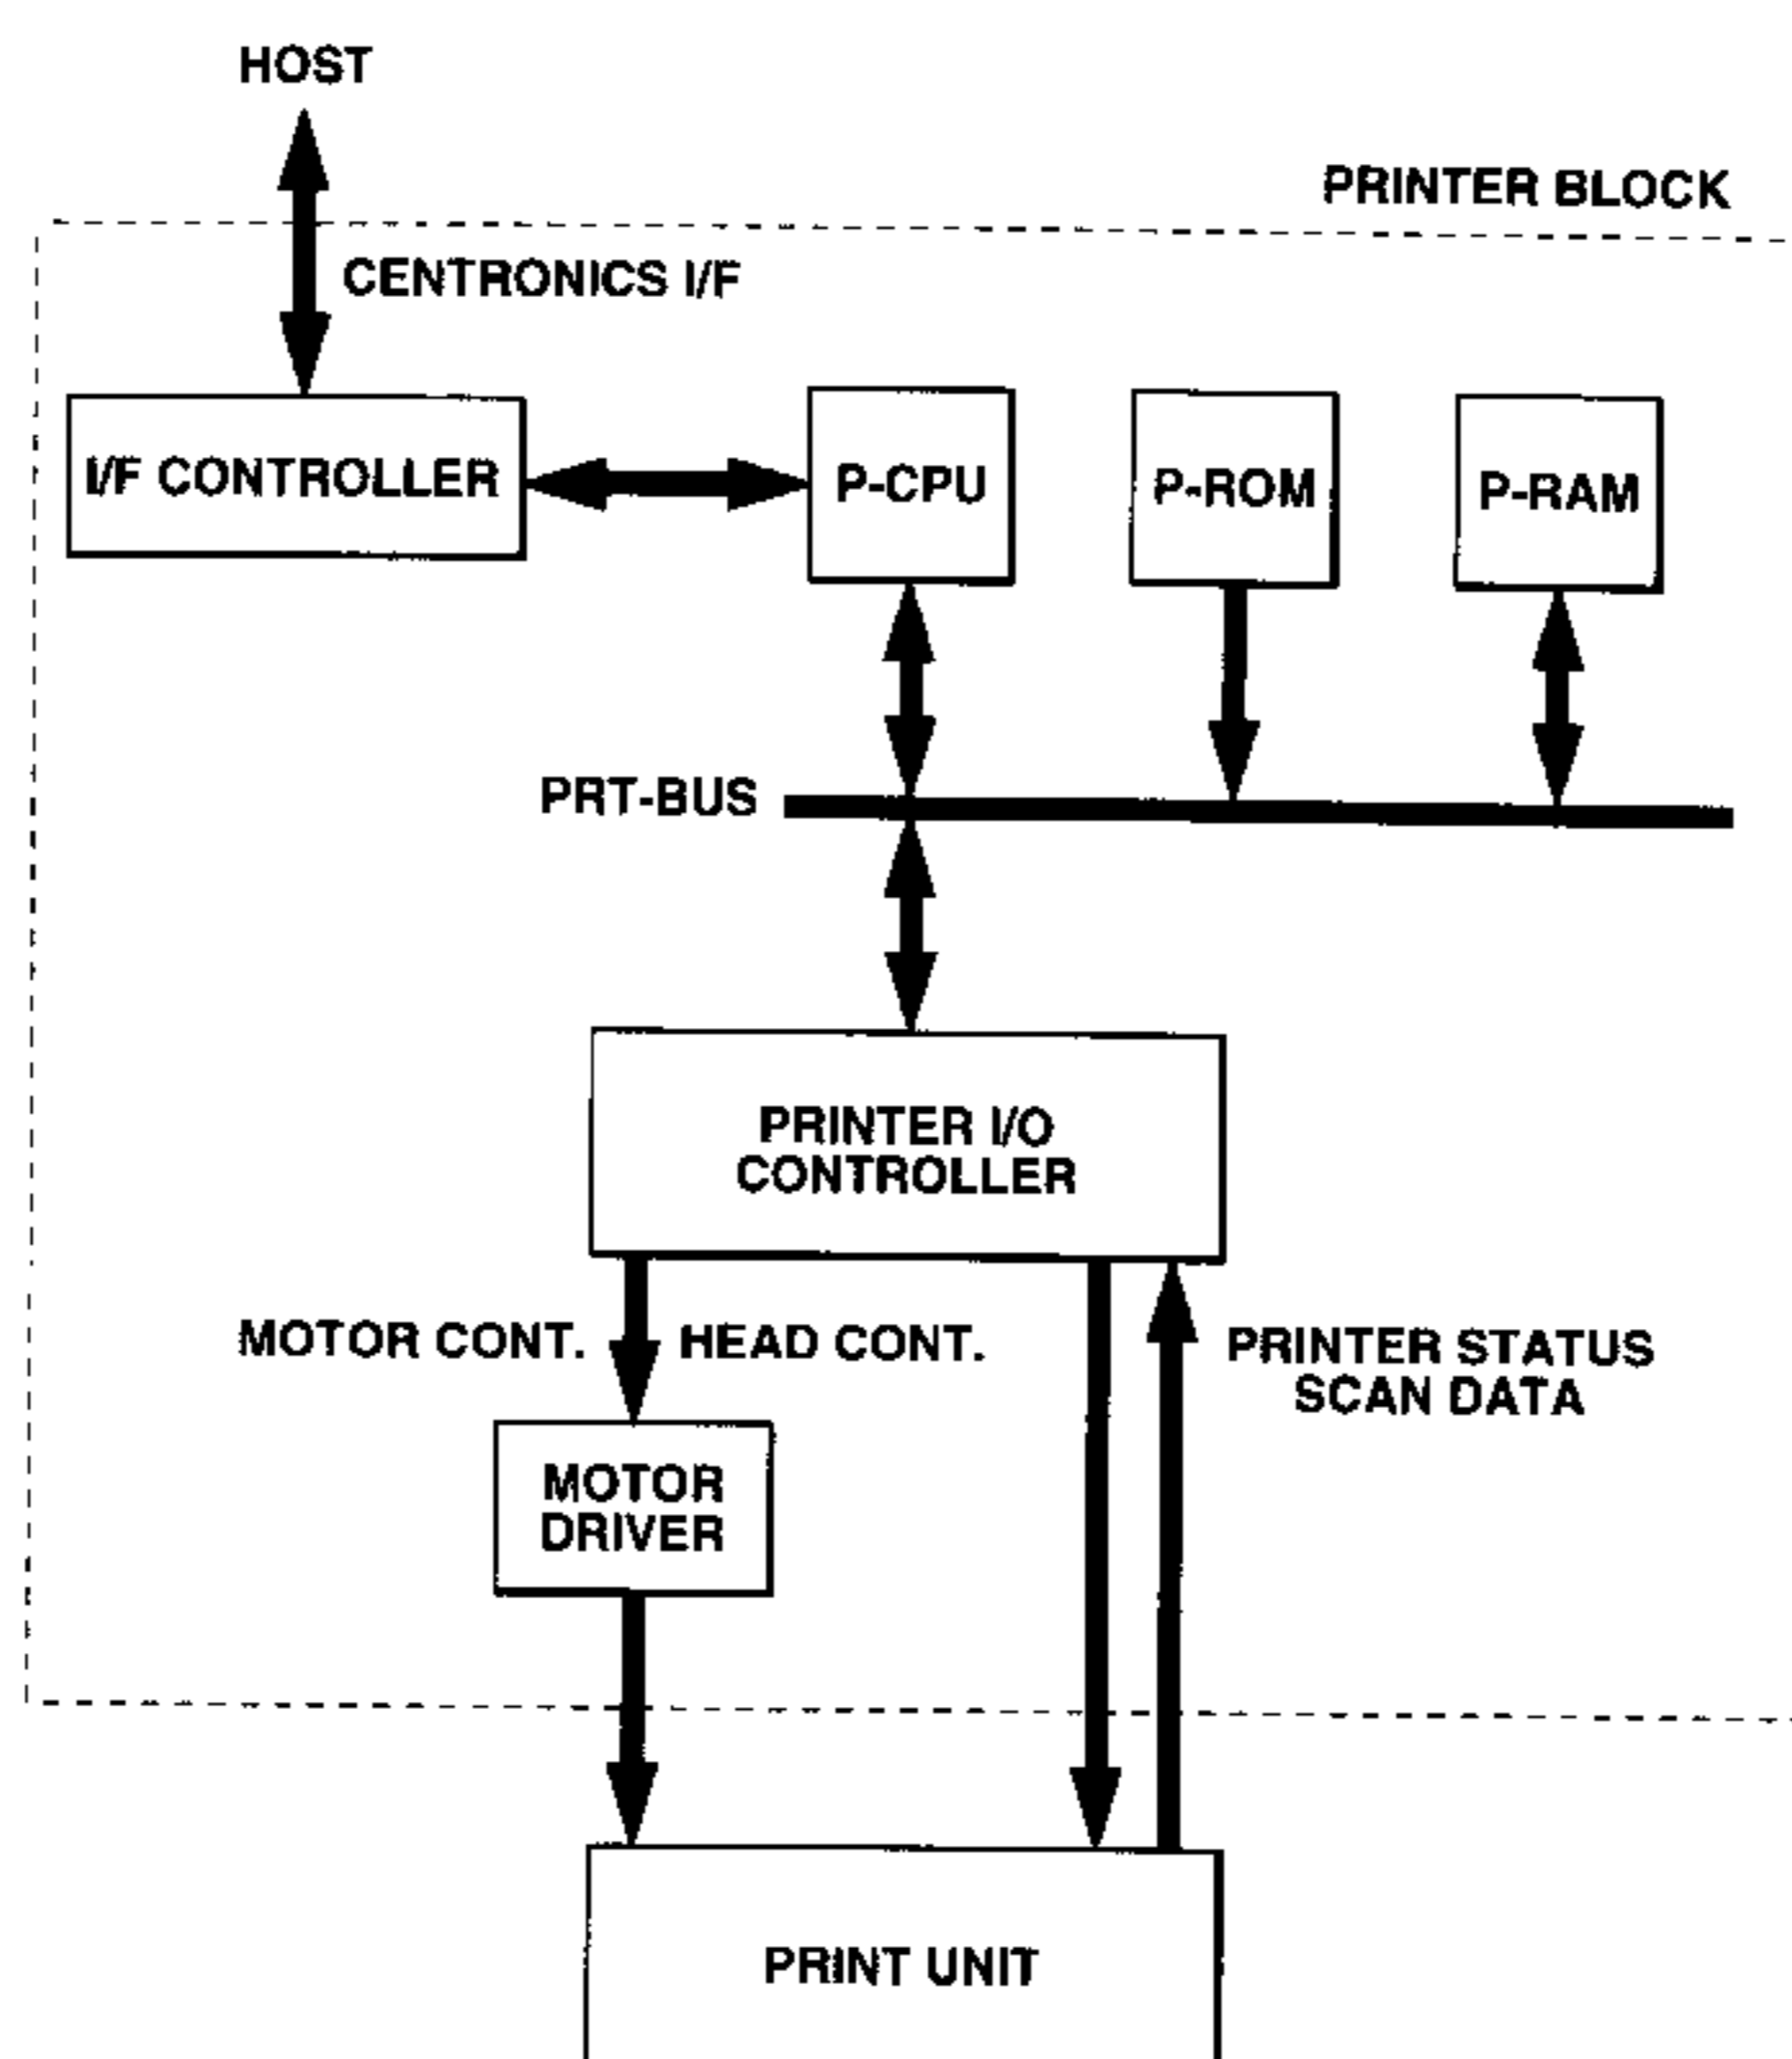 HOST
PRINTER BLOCK
CENTRONICS I/F
I/F CONTROLLER
P-CPU
P-ROM
P-RAM
PRT-BUS
PRINTER I/O
CONTROLLER
MOTOR CONT.
HEAD CONT.
PRINTER STATUS
SCAN DATA
MOTOR
DRIVER
PRINT UNIT